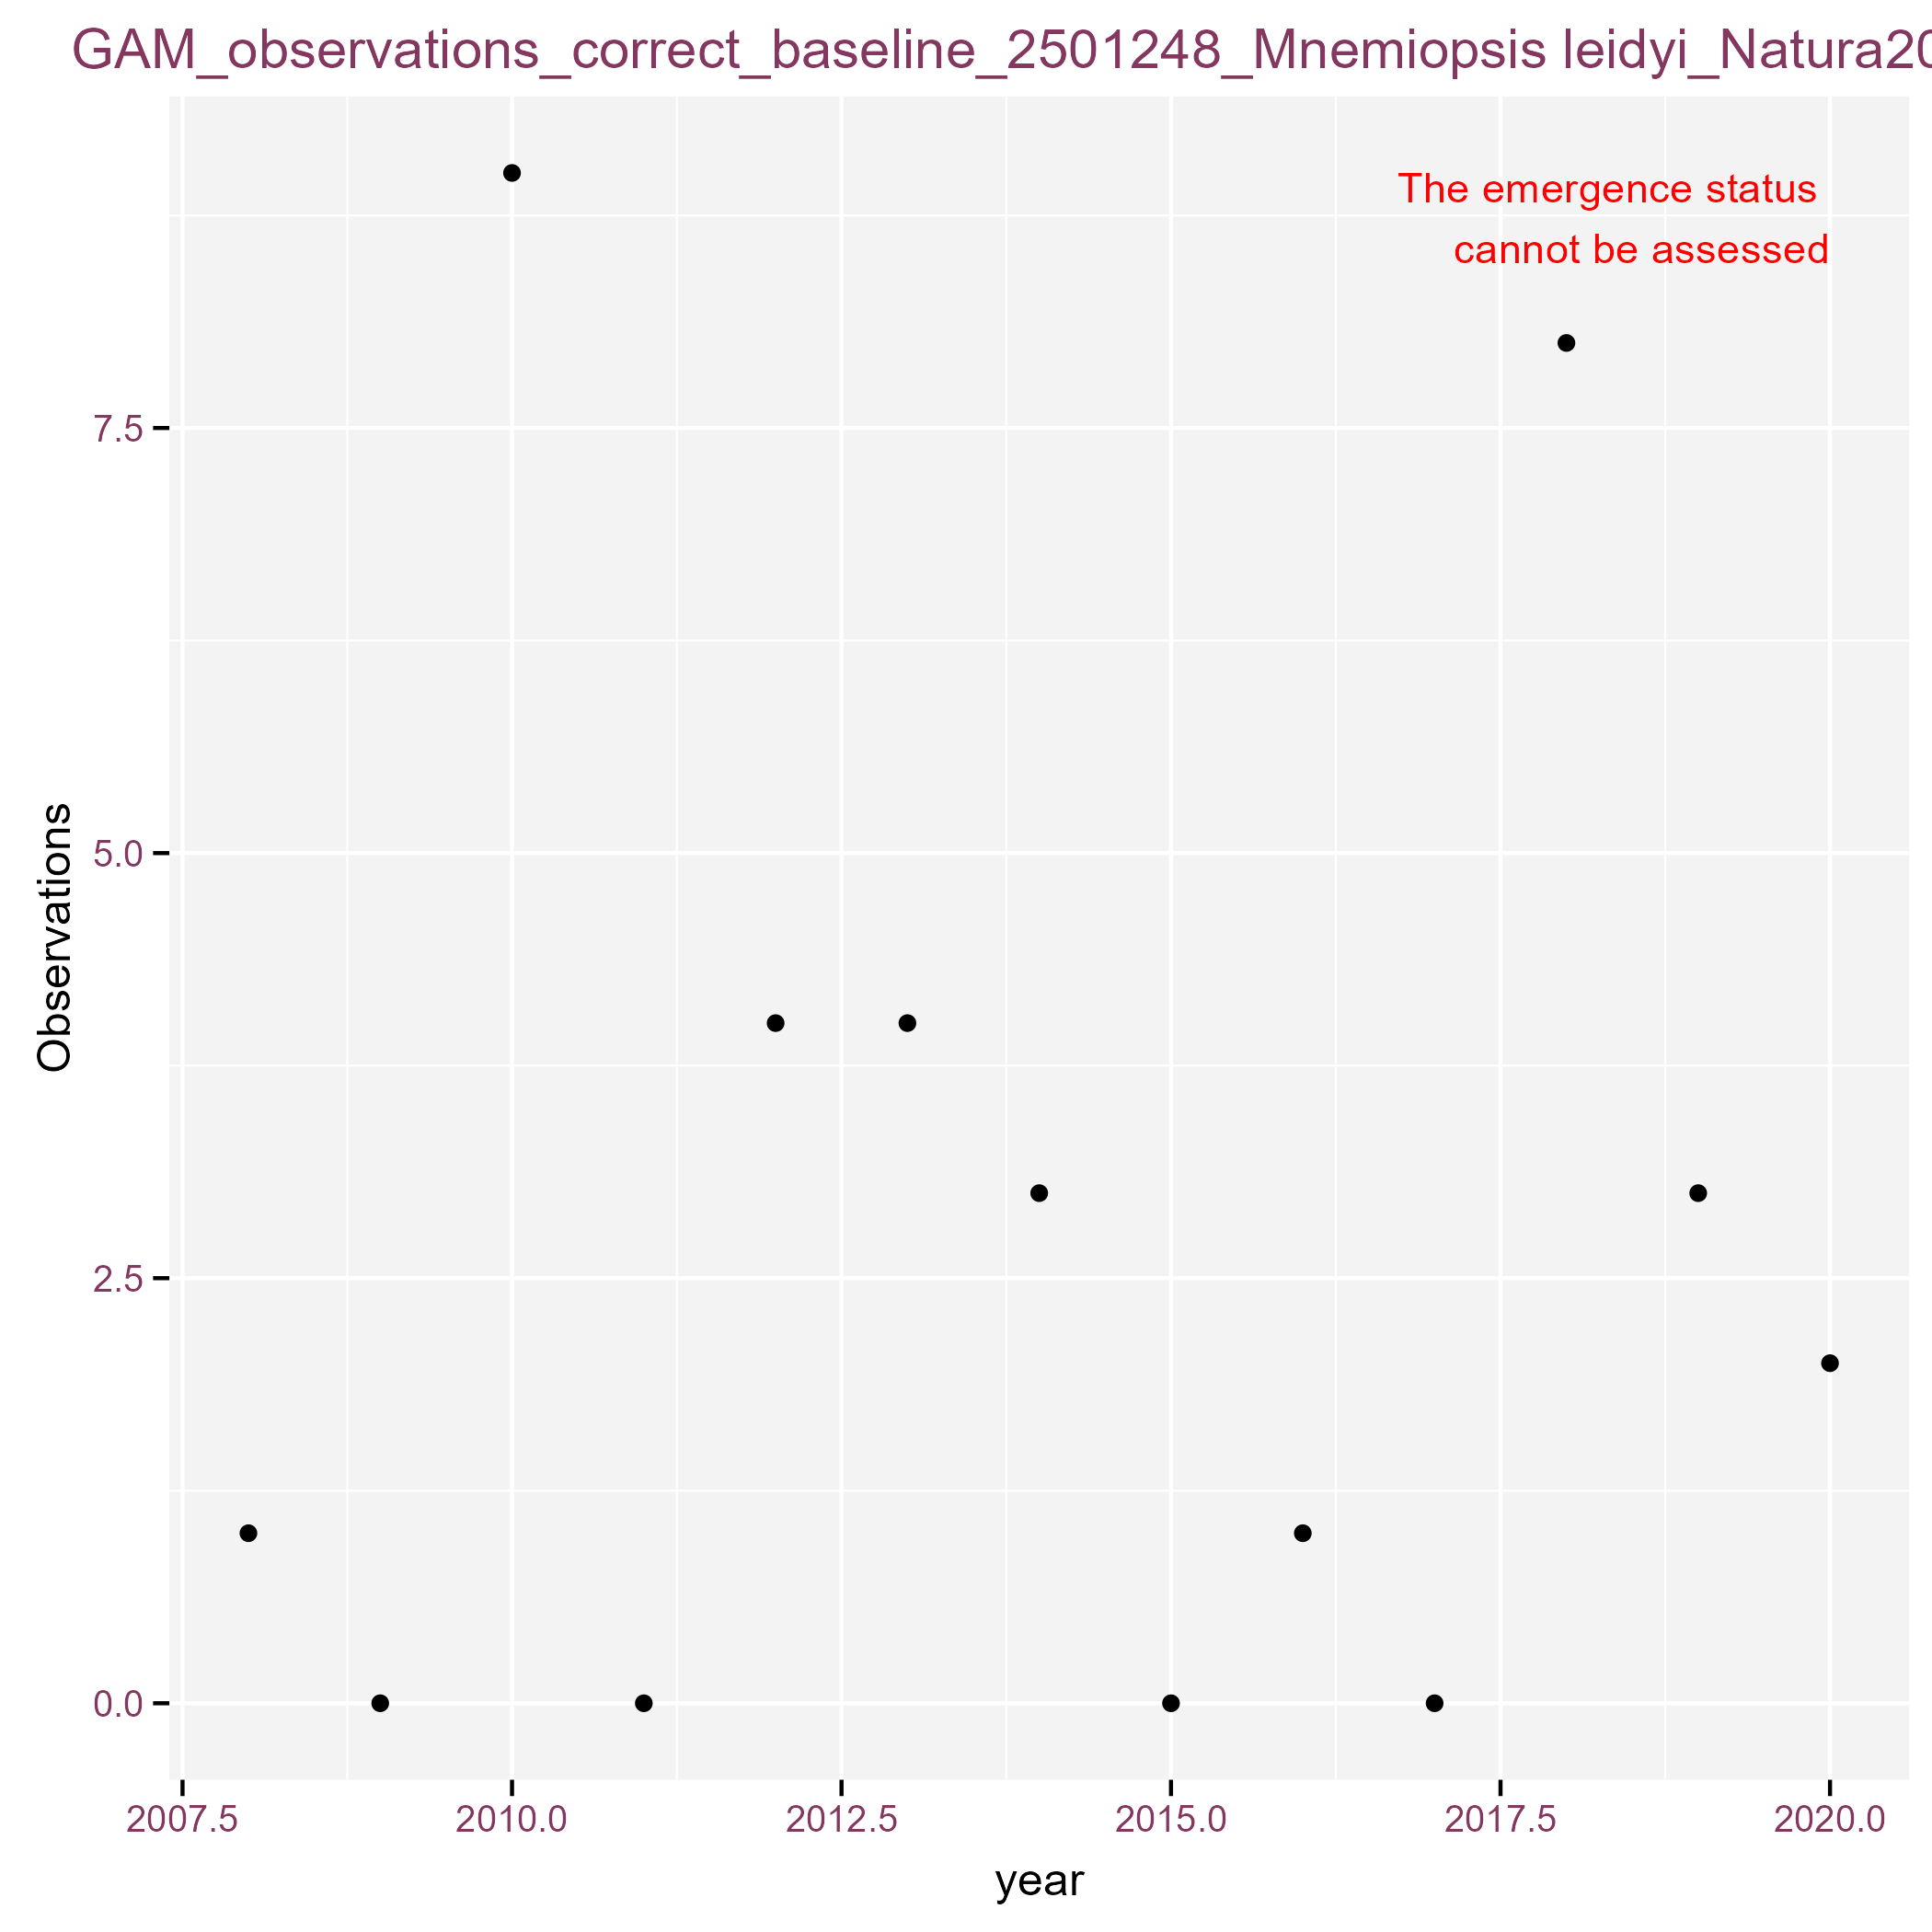 GAM_observations_correct_baseline_2501248_Mnemiopsis leidyi_Natura20
The emergence status
cannot be assessed
7.5
5.0
2.5
0.0
Observations
2007.5 2010.0 2012.5 2015.0 2017.5 2020.0
year